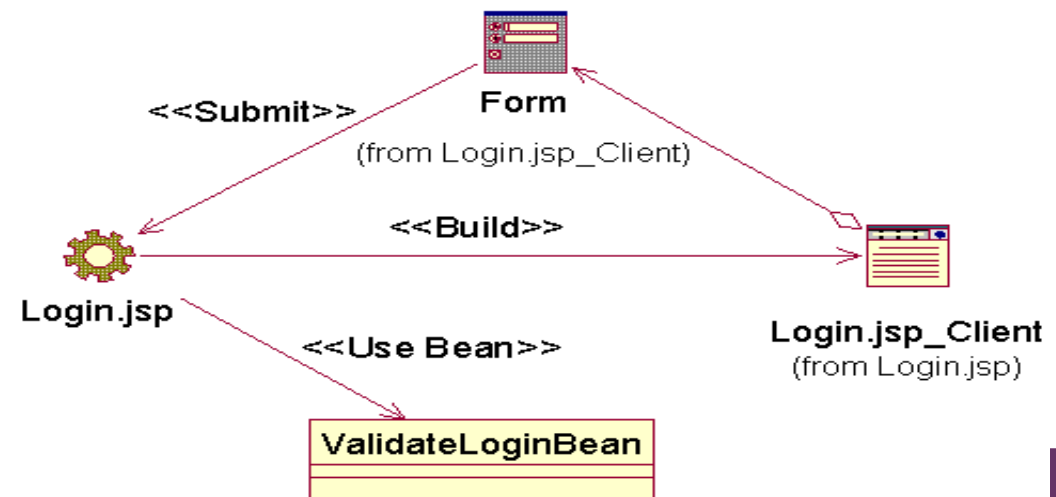 Form
<<Submit>>
(from Login.jsp_Client)
<<Build>>
Login.jsp
Login.jsp_Client
(from Login.jsp)
<<Use Bean>>
ValidateLoginBean